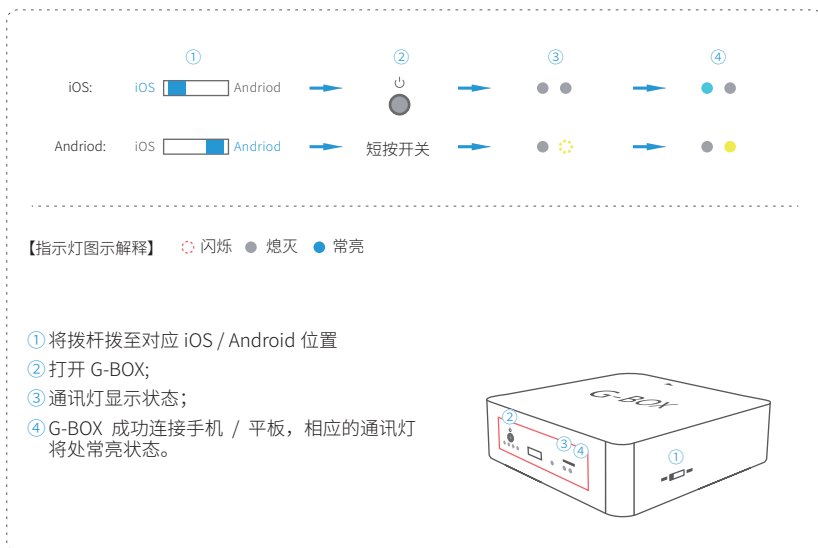 ① ② ③ ④
iOS: iOS Andriod
Andriod: iOS Andriod 短按开关
【指示灯图示解释】 闪烁 熄灭 常亮
①将拨杆拨至对应 iOS / Android 位置
②打开 G-BOX;
③通讯灯显示状态；
④G-BOX 成功连接手机 / 平板，相应的通讯灯
将处常亮状态。
G-BOX
② ③ ④ ①